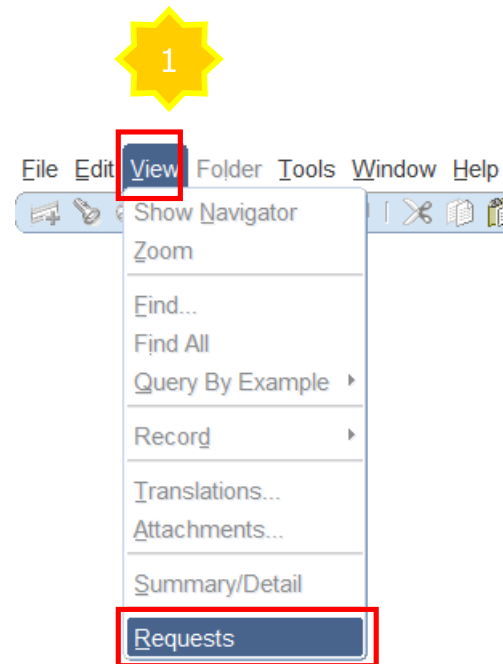 1
File Edit View Folder Tools Window Help
Show Navigator
Zoom
Find...
Find All
Query By Example
Record
Translations...
Attachments...
Summary/Detail
Requests